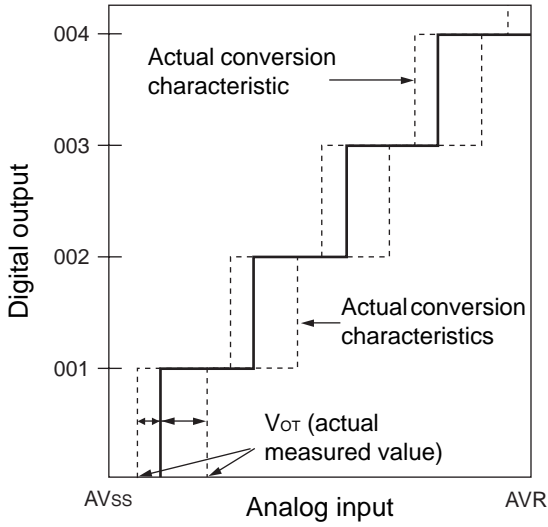 004
Actual conversion
characteristic
003
Digital output
002
Actual conversion
characteristics
001
VOT (actual
measured value)
AVSS
Analog input
AVR